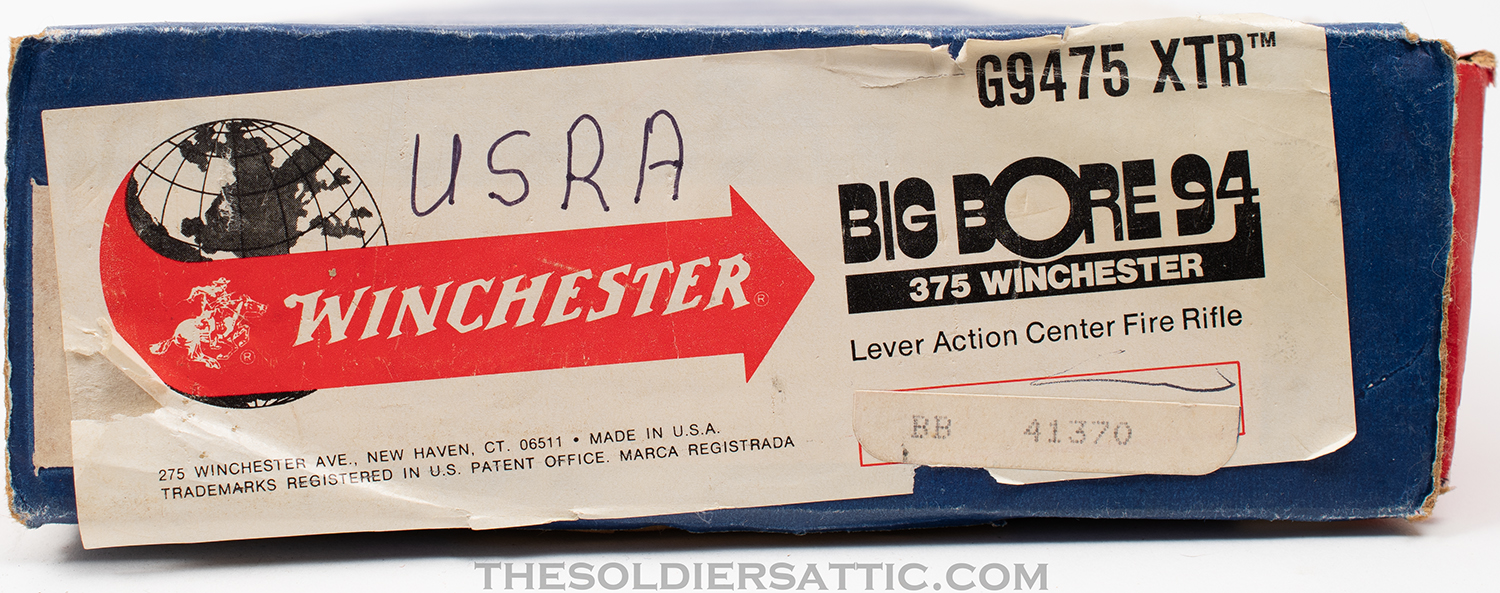 G9475 XTR™
USRA
BIG BORE 94
375 WINCHESTER
WINCHESTER®
®
Lever Action Center Fire Rifle
BB 41370
275 WINCHESTER AVE., NEW HAVEN, CT. 06511 • MADE IN U.S.A.
TRADEMARKS REGISTERED IN U.S. PATENT OFFICE. MARCA REGISTRADA
THESOLDIERSATTIC.COM